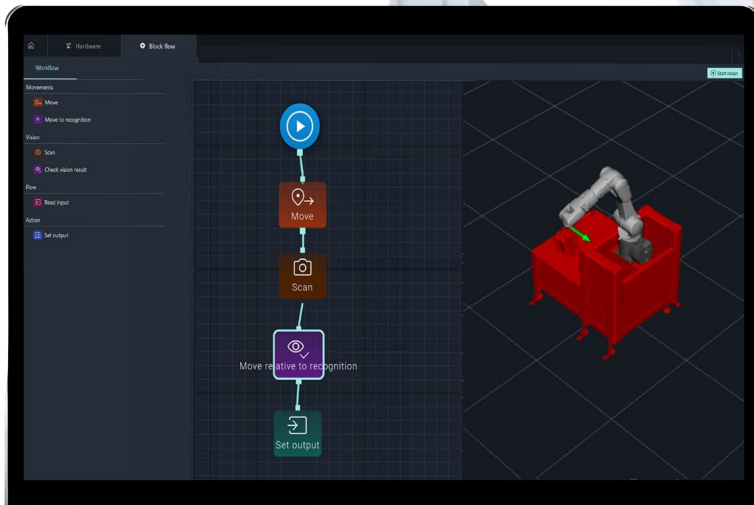 Hardware
Block flow
Workflow
Start vision
Movements
Move
Move to recognition
Vision
Scan
Check vision result
Flow
Read input
Action
Set output
Move
Scan
Move relative to recognition
Set output